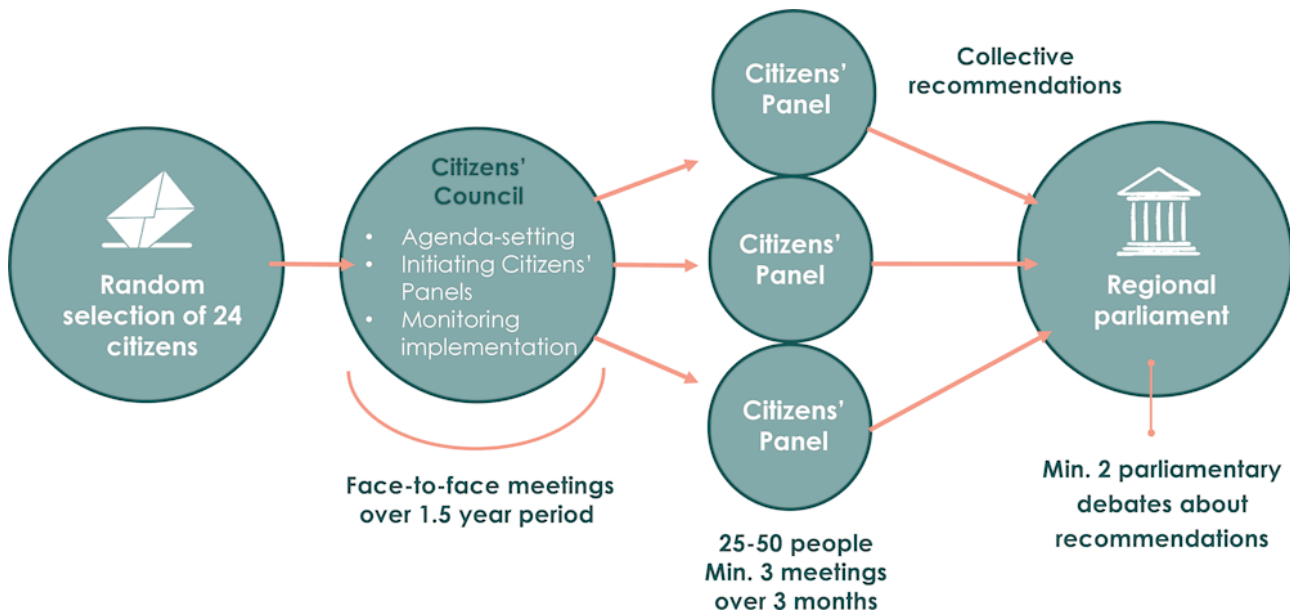 Random
selection of 24
citizens
Citizens’
Council
• Agenda-setting
• Initiating Citizens’
Panels
• Monitoring
implementation
Face-to-face meetings
over 1.5 year period
Citizens’
Panel
Citizens’
Panel
Citizens’
Panel
25-50 people
Min. 3 meetings
over 3 months
Collective
recommendations
Regional
parliament
Min. 2 parliamentary
debates about
recommendations